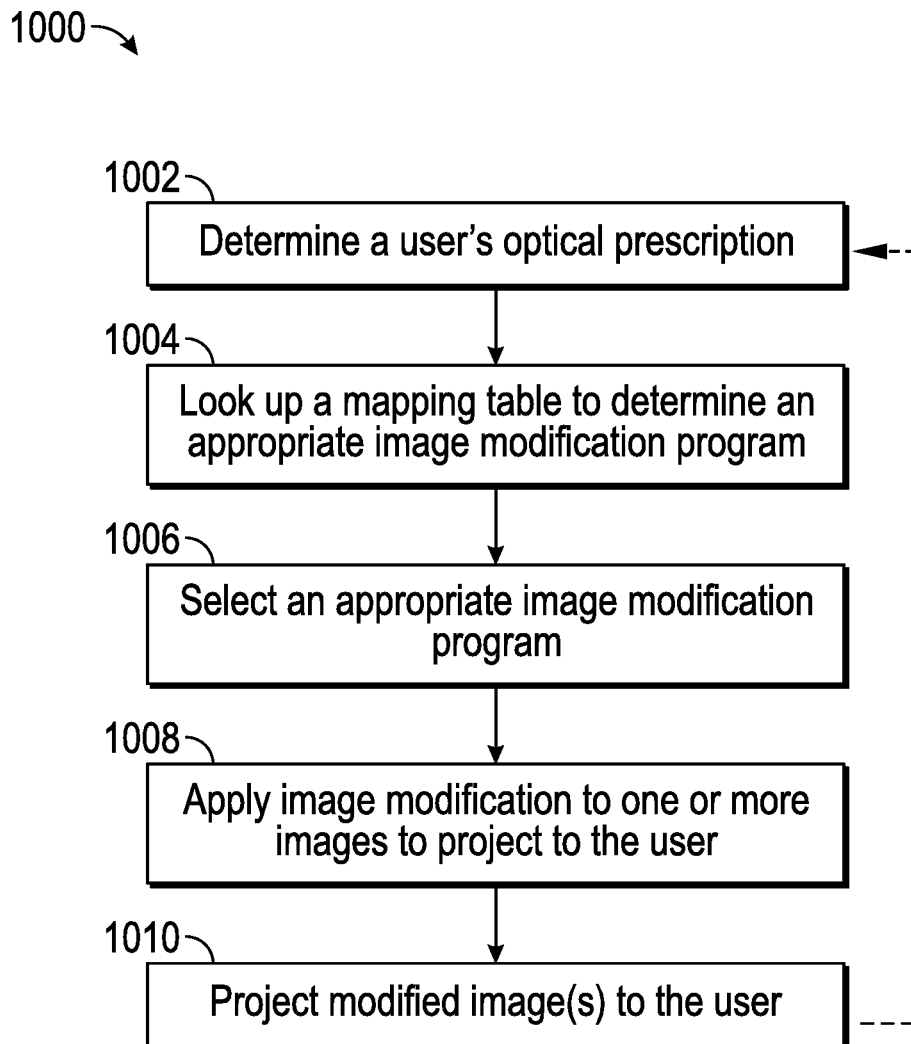 1000
1002
Determine a user's optical prescription
1004
Look up a mapping table to determine an
appropriate image modification program
1006
Select an appropriate image modification
program
1008
Apply image modification to one or more
images to project to the user
1010
Project modified image(s) to the user